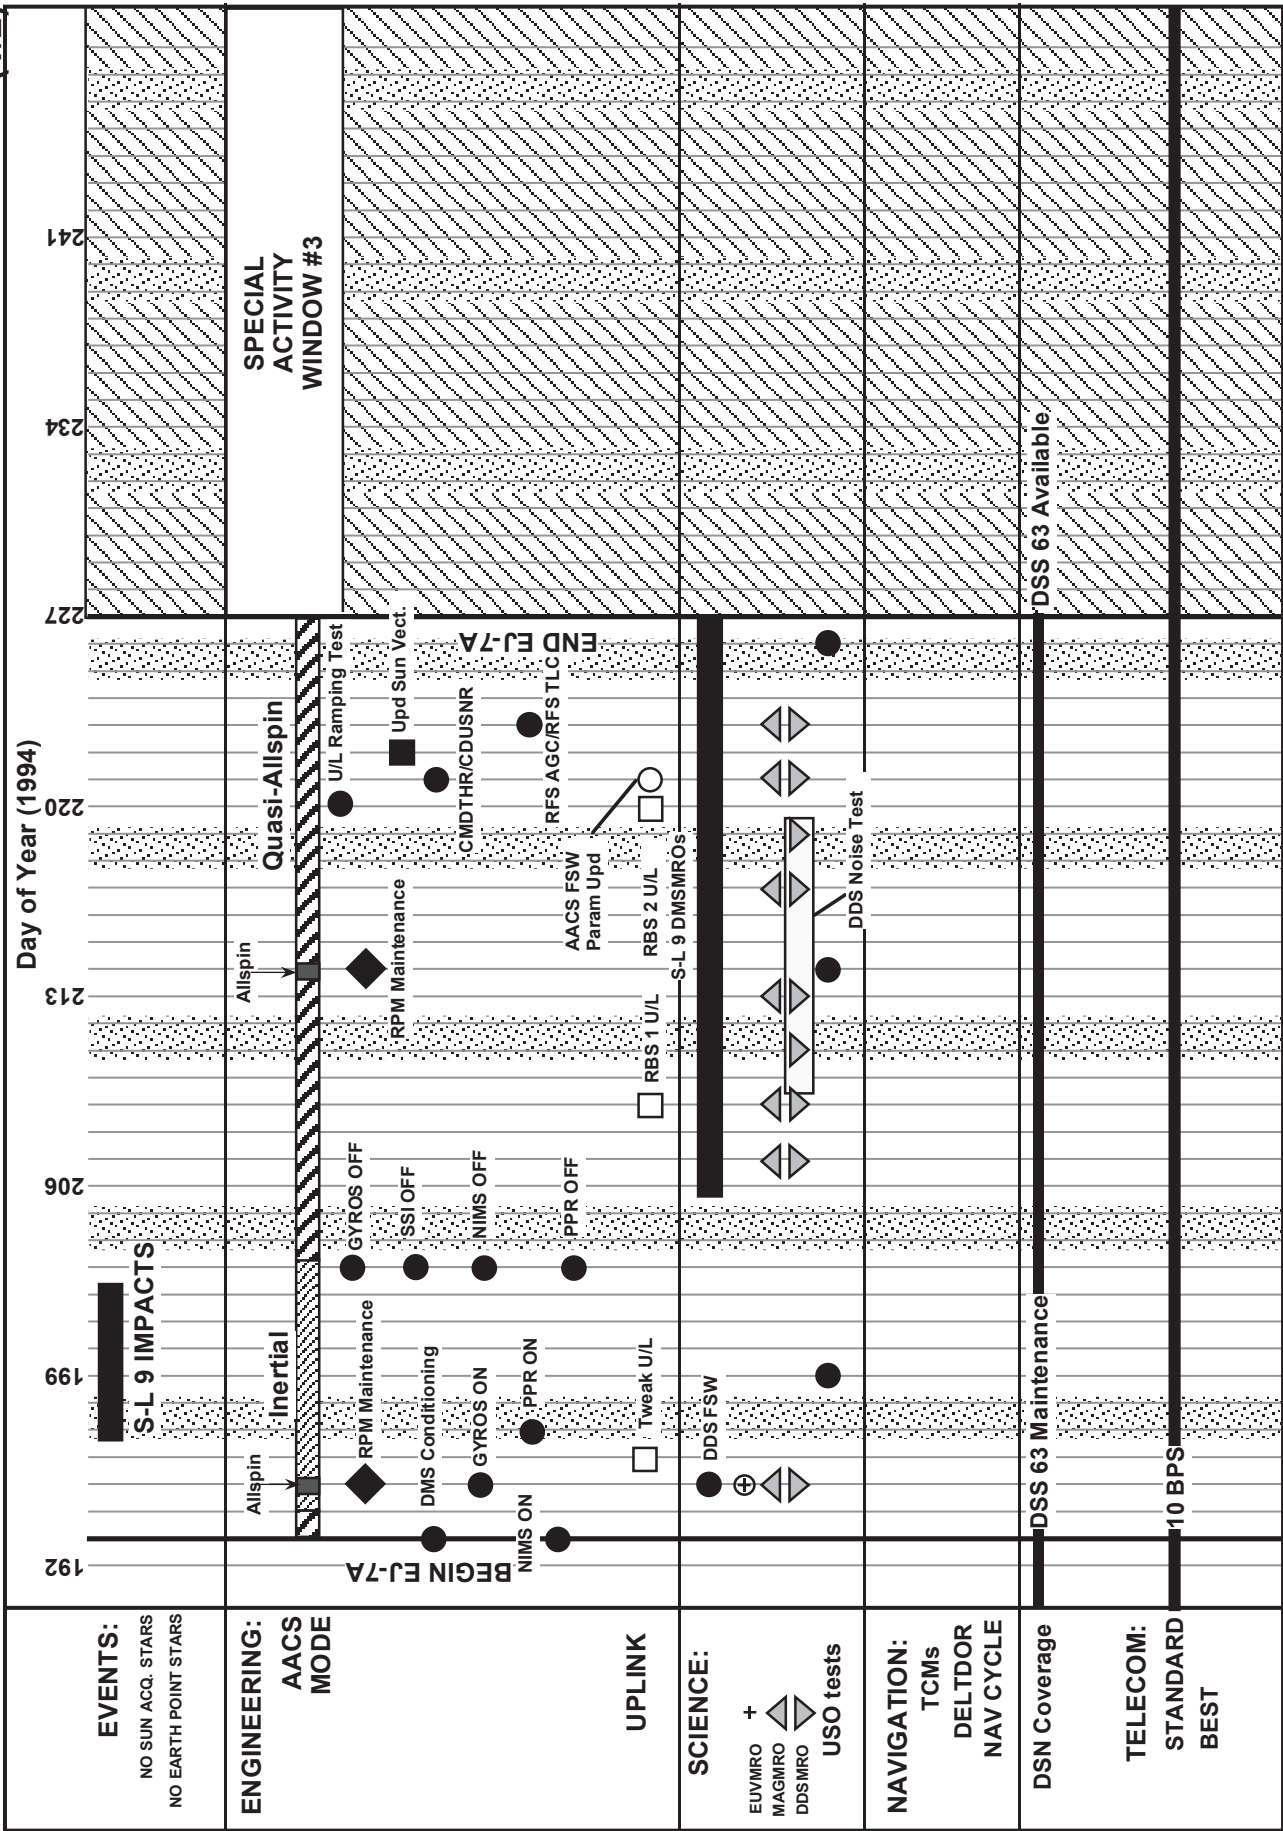 Day of Year (1994)
192
199
206
213
220
227
234
241
EVENTS:
NO SUN ACQ. STARS
NO EARTH POINT STARS
S-L 9 IMPACTS
ENGINEERING:
AACS
MODE
Allspin
Inertial
Allspin
Quasi-Allspin
SPECIAL
ACTIVITY
WINDOW #3
BEGIN EJ-7A
RPM Maintenance
DMS Conditioning
GYROS ON
NIMS ON
PPR ON
GYROS OFF
SSI OFF
NIMS OFF
PPR OFF
RPM Maintenance
U/L Ramping Test
Upd Sun Vect.
CMDTHR/CDUSNR
RFS AGC/RFS TLC
END EJ-7A
AACS FSW
Param Upd
UPLINK
Tweak U/L
RBS 1 U/L
RBS 2 U/L
SCIENCE:
DDS FSW
S-L 9 DMSMROs
EUVMRO +
MAGMRO
DDSMRO
USO tests
DDS Noise Test
NAVIGATION:
TCMs
DELTDOR
NAV CYCLE
DSN Coverage
DSS 63 Maintenance
DSS 63 Available
TELECOM:
STANDARD
BEST
10 BPS